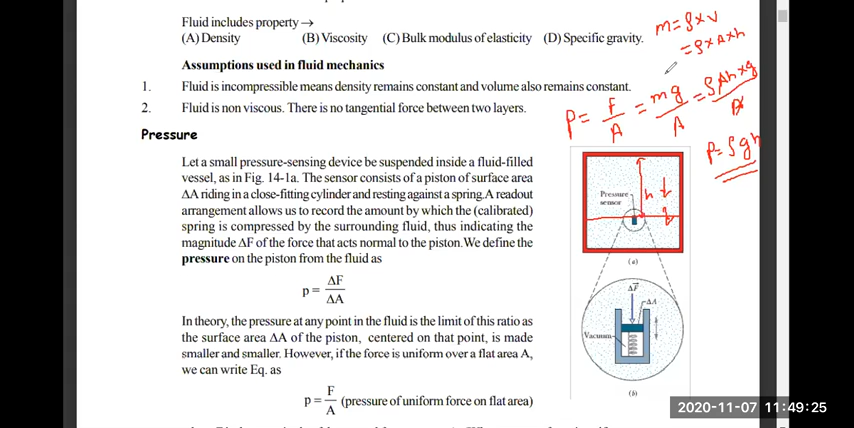 Fluid includes property →
(A) Density (B) Viscosity (C) Bulk modulus of elasticity (D) Specific gravity.
m = ρ × V
= ρ × A × h
Assumptions used in fluid mechanics
1. Fluid is incompressible means density remains constant and volume also remains constant.
2. Fluid is non viscous. There is no tangential force between two layers.
P = F/A = mg/A = ρAh×g/A
P = ρgh
Pressure
Let a small pressure-sensing device be suspended inside a fluid-filled
vessel, as in Fig. 14-1a. The sensor consists of a piston of surface area
ΔA riding in a close-fitting cylinder and resting against a spring. A readout
arrangement allows us to record the amount by which the (calibrated)
spring is compressed by the surrounding fluid, thus indicating the
magnitude ΔF of the force that acts normal to the piston. We define the
pressure on the piston from the fluid as
p = ΔF/ΔA
In theory, the pressure at any point in the fluid is the limit of this ratio as
the surface area ΔA of the piston, centered on that point, is made
smaller and smaller. However, if the force is uniform over a flat area A,
we can write Eq. as
p = F/A (pressure of uniform force on flat area)
Pressure
sensor
h
(a)
ΔF
ΔA
Vacuum
(b)
2020-11-07 11:49:25